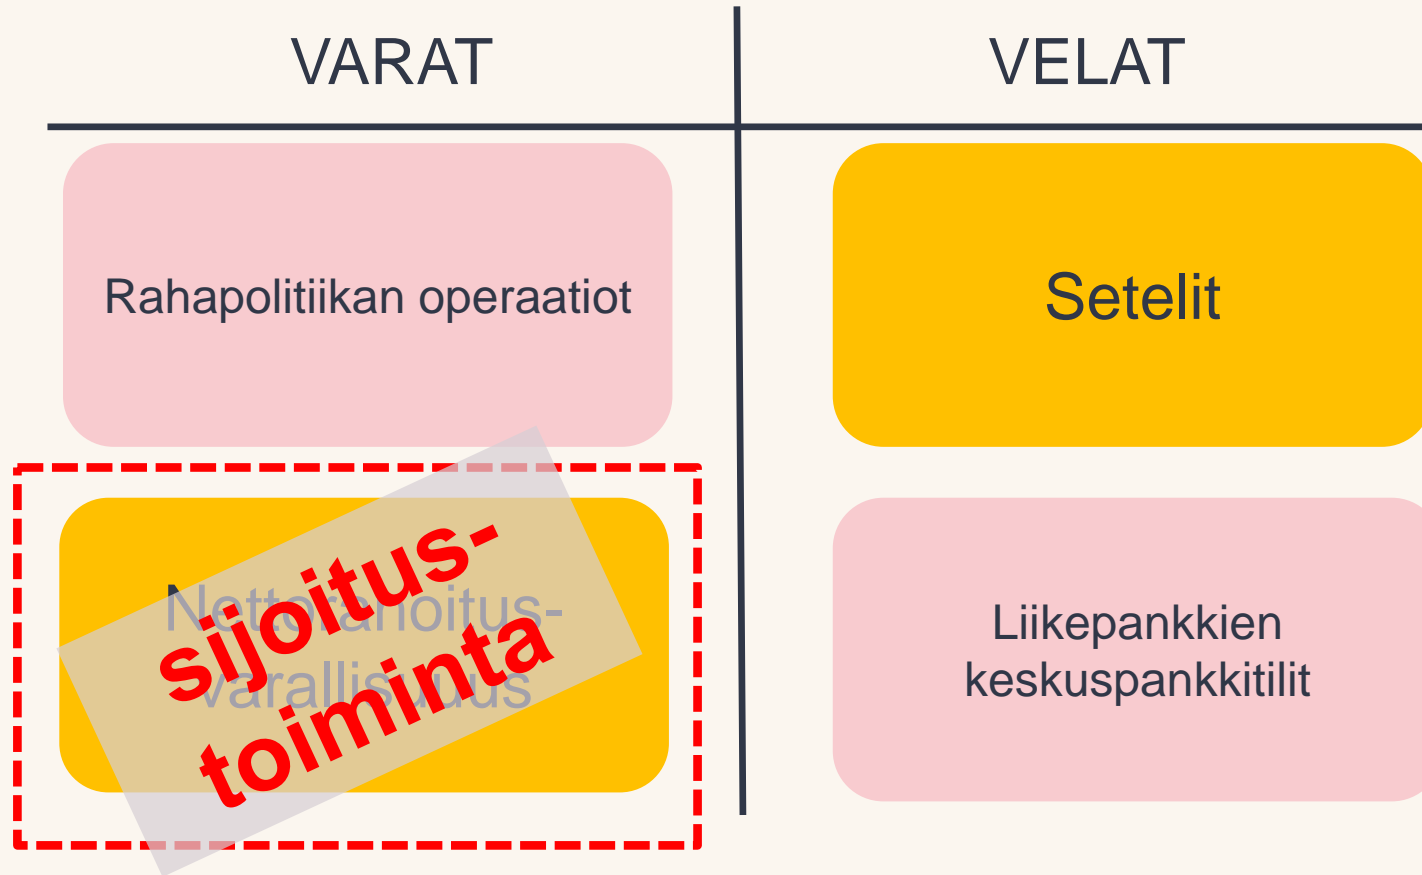 VARAT
VELAT
Rahapolitiikan operaatiot
Setelit
Nettorahoitus-
varallisuus
sijoitus-
toiminta
Liikepankkien
keskuspankkitilit